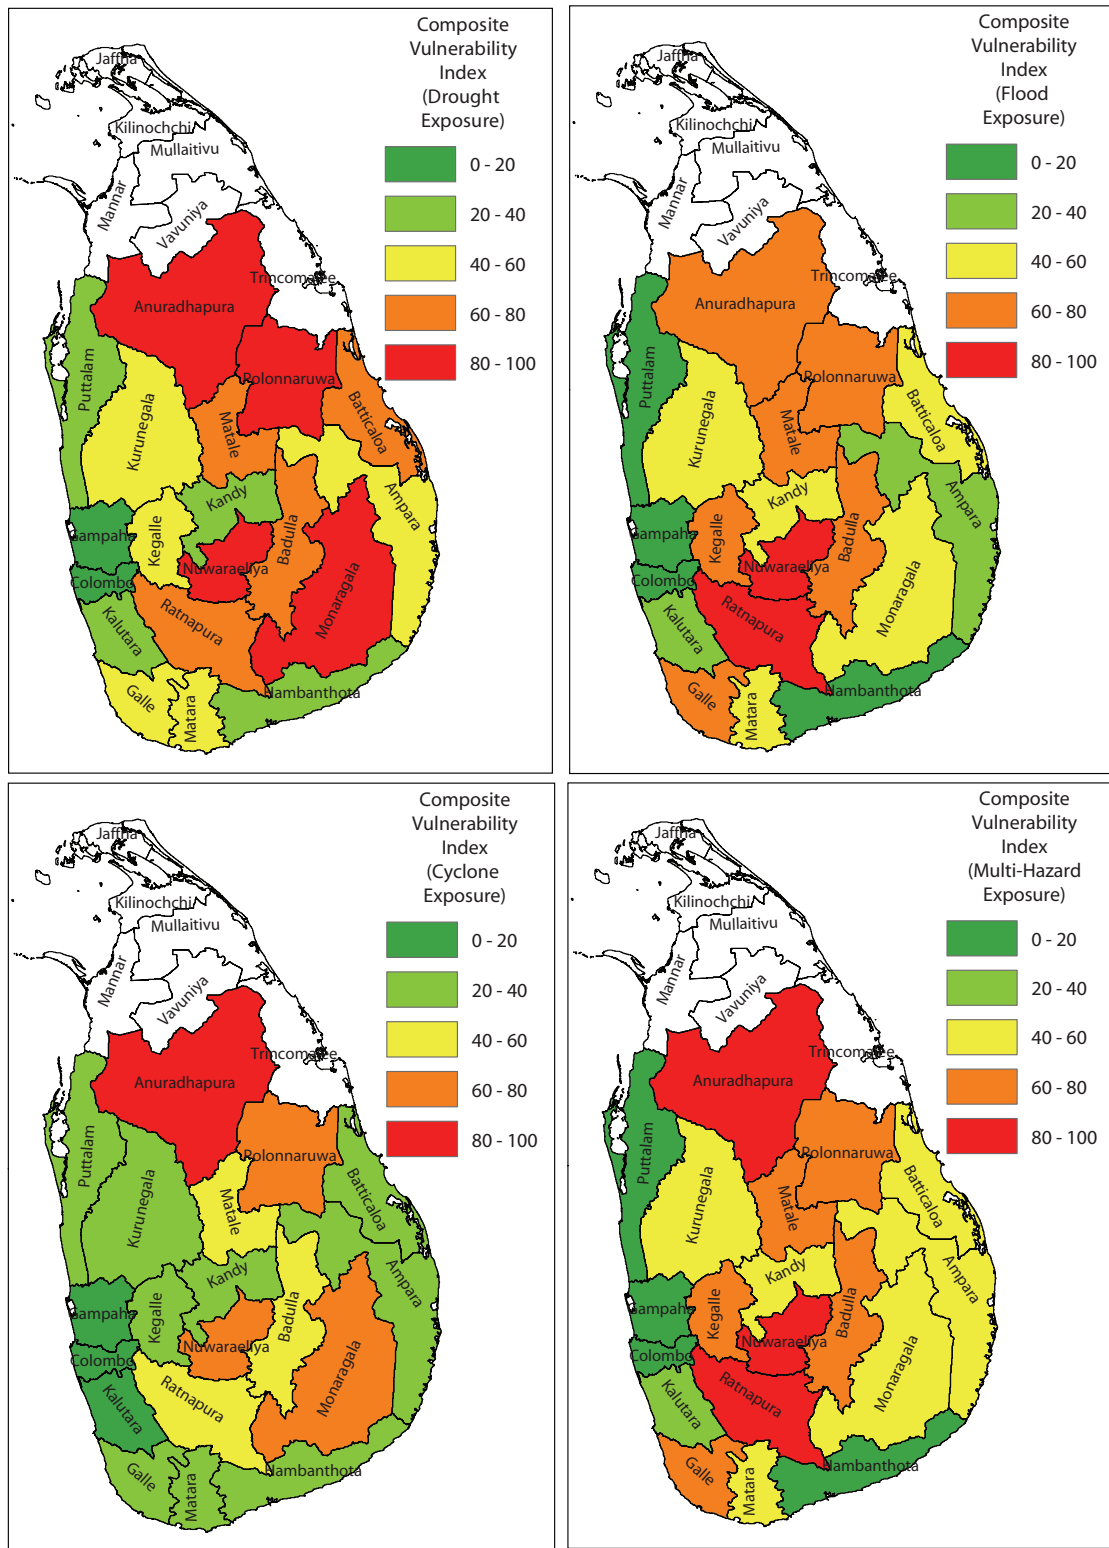 Composite
Vulnerability
Index
(Drought
Exposure)
0 - 20
20 - 40
40 - 60
60 - 80
80 - 100
Jaffna
Kilinochchi
Mullaitivu
Mannar
Vavuniya
Trincomalee
Anuradhapura
Polonnaruwa
Puttalam
Kurunegala
Matale
Batticaloa
Kandy
Ampara
Gampaha
Kegalle
Badulla
Nuwaraeliya
Colombo
Monaragala
Kalutara
Ratnapura
Hambanthota
Galle
Matara
Composite
Vulnerability
Index
(Flood
Exposure)
0 - 20
20 - 40
40 - 60
60 - 80
80 - 100
Jaffna
Kilinochchi
Mullaitivu
Mannar
Vavuniya
Trincomalee
Anuradhapura
Polonnaruwa
Puttalam
Kurunegala
Matale
Batticaloa
Kandy
Ampara
Gampaha
Kegalle
Badulla
Nuwaraeliya
Colombo
Monaragala
Kalutara
Ratnapura
Hambanthota
Galle
Matara
Composite
Vulnerability
Index
(Cyclone
Exposure)
0 - 20
20 - 40
40 - 60
60 - 80
80 - 100
Jaffna
Kilinochchi
Mullaitivu
Mannar
Vavuniya
Trincomalee
Anuradhapura
Polonnaruwa
Puttalam
Kurunegala
Matale
Batticaloa
Kandy
Ampara
Gampaha
Kegalle
Badulla
Nuwaraeliya
Colombo
Monaragala
Kalutara
Ratnapura
Hambanthota
Galle
Matara
Composite
Vulnerability
Index
(Multi-Hazard
Exposure)
0 - 20
20 - 40
40 - 60
60 - 80
80 - 100
Jaffna
Kilinochchi
Mullaitivu
Mannar
Vavuniya
Trincomalee
Anuradhapura
Polonnaruwa
Puttalam
Kurunegala
Matale
Batticaloa
Kandy
Ampara
Gampaha
Kegalle
Badulla
Nuwaraeliya
Colombo
Monaragala
Kalutara
Ratnapura
Hambanthota
Galle
Matara